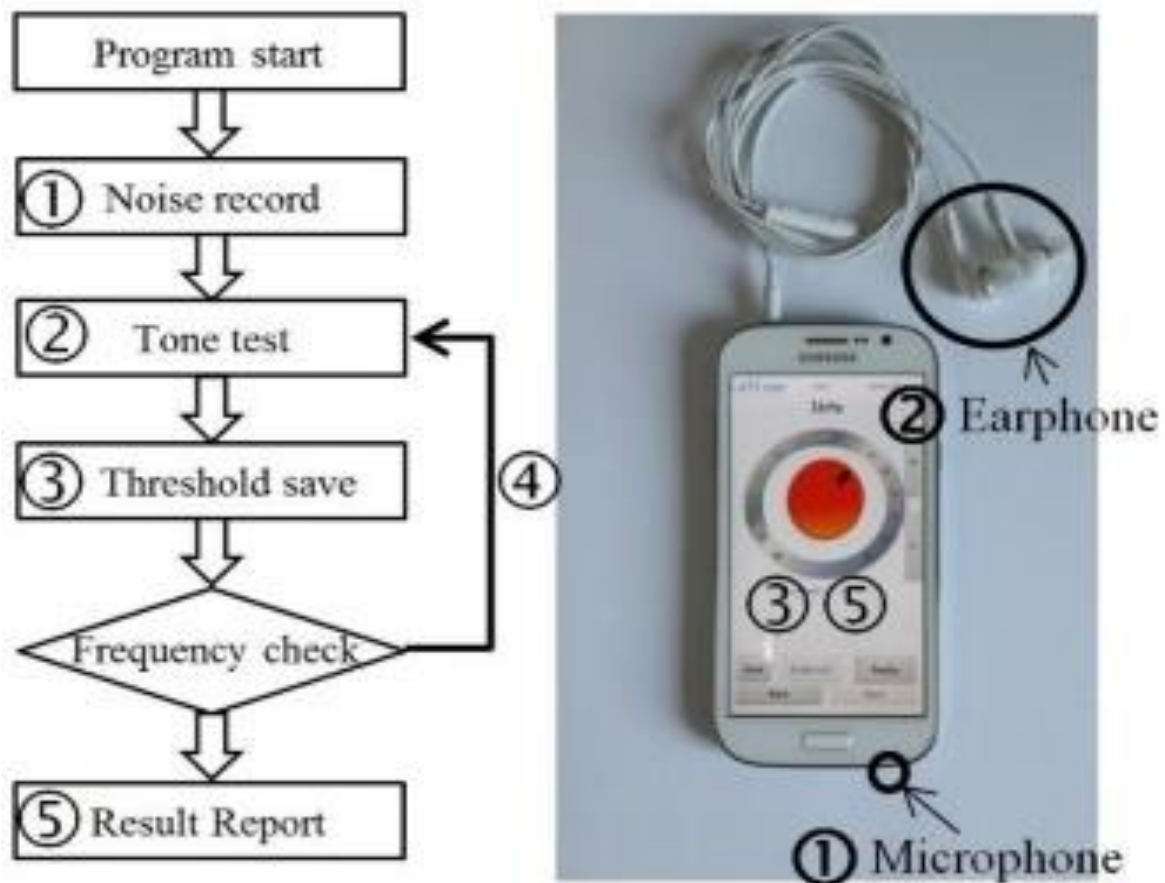 Program start
① Noise record
② Tone test
③ Threshold save
④
Frequency check
⑤ Result Report
SAMSUNG
② Earphone
③ ⑤
① Microphone